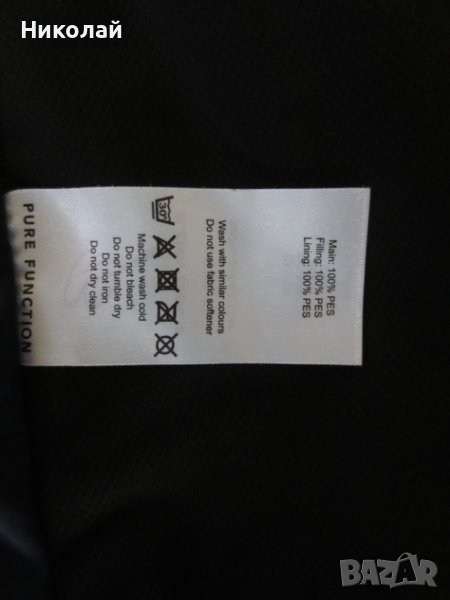 Николай
Main: 100% PES
Filling: 100% PES
Lining: 100% PES
Wash with similar colours
Do not use fabric softener
30°
Machine wash cold
Do not bleach
Do not tumble dry
Do not iron
Do not dry clean
PURE FUNCTION
BAZAR